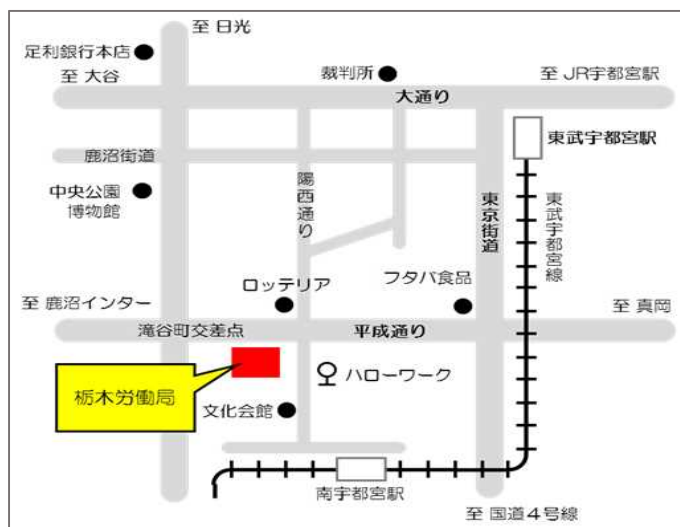 至 日光
足利銀行本店
至 大谷
裁判所
至 JR宇都宮駅
大通り
東武宇都宮駅
鹿沼街道
中央公園
博物館
陽西通り
東京街道
東武宇都宮線
ロッテリア
フタバ食品
至 鹿沼インター
至 真岡
滝谷町交差点
平成通り
栃木労働局
ハローワーク
文化会館
南宇都宮駅
至 国道4号線